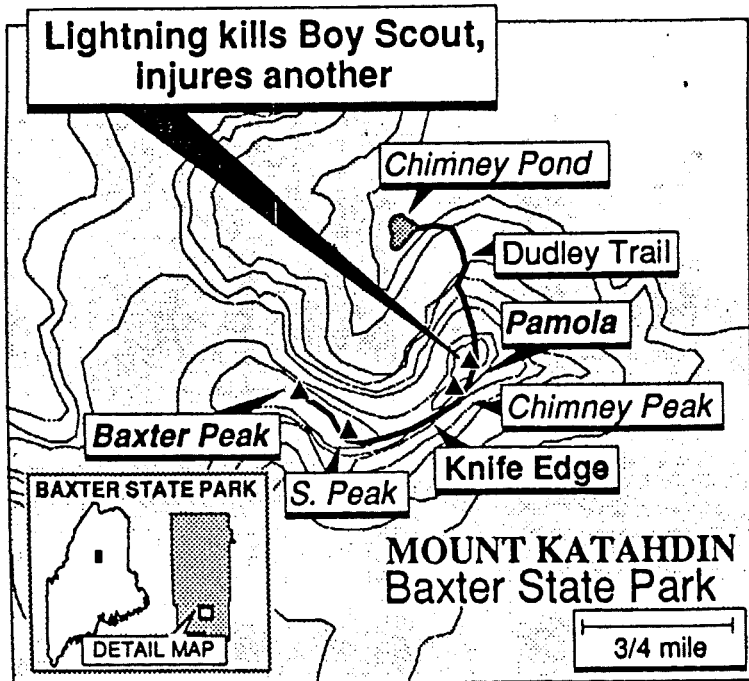 Lightning kills Boy Scout,
injures another
Chimney Pond
Dudley Trail
Pamola
Chimney Peak
Baxter Peak
S. Peak
Knife Edge
BAXTER STATE PARK
DETAIL MAP
MOUNT KATAHDIN
Baxter State Park
3/4 mile